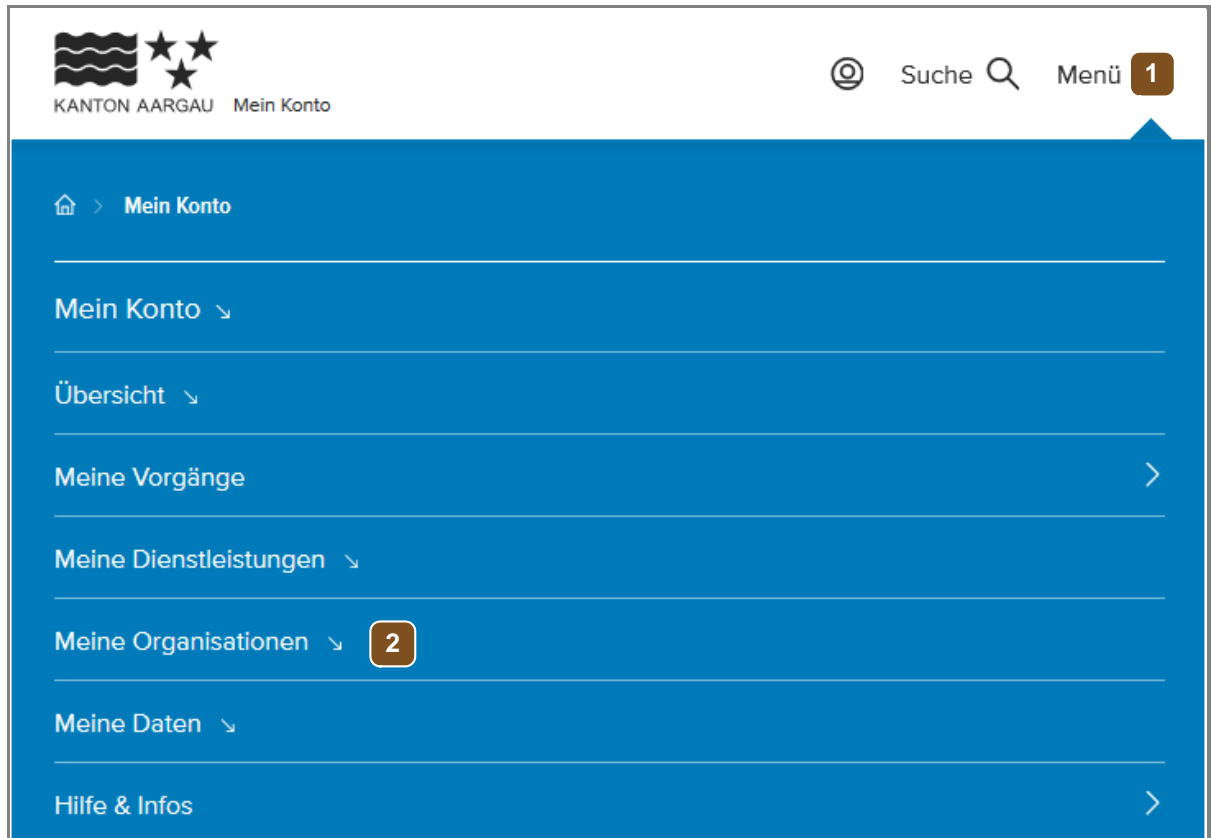 KANTON AARGAU Mein Konto
Suche Menü 1
Mein Konto
Mein Konto
Übersicht
Meine Vorgänge
Meine Dienstleistungen
Meine Organisationen 2
Meine Daten
Hilfe & Infos